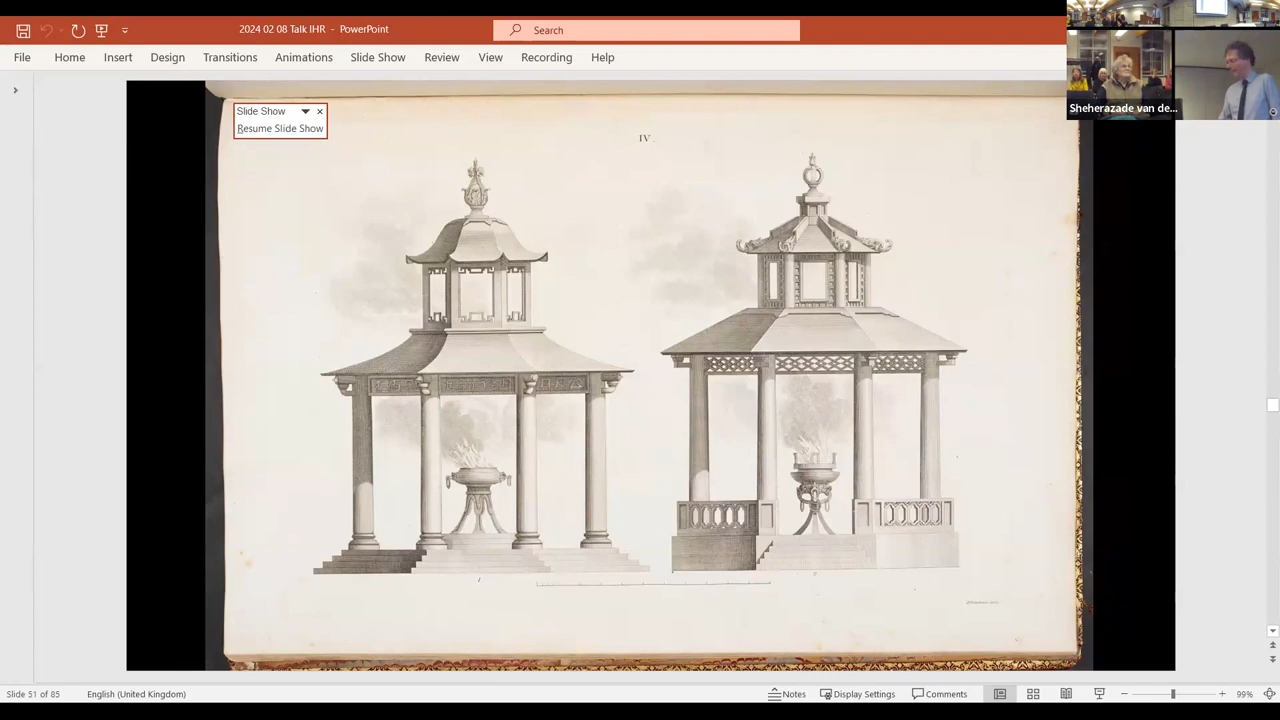 2024 02 08 Talk IHR - PowerPoint
Search
File Home Insert Design Transitions Animations Slide Show Review View Recording Help
Sheherazade van de...
Slide Show
Resume Slide Show
IV.
Slide 51 of 85 English (United Kingdom) Notes Display Settings Comments 99%